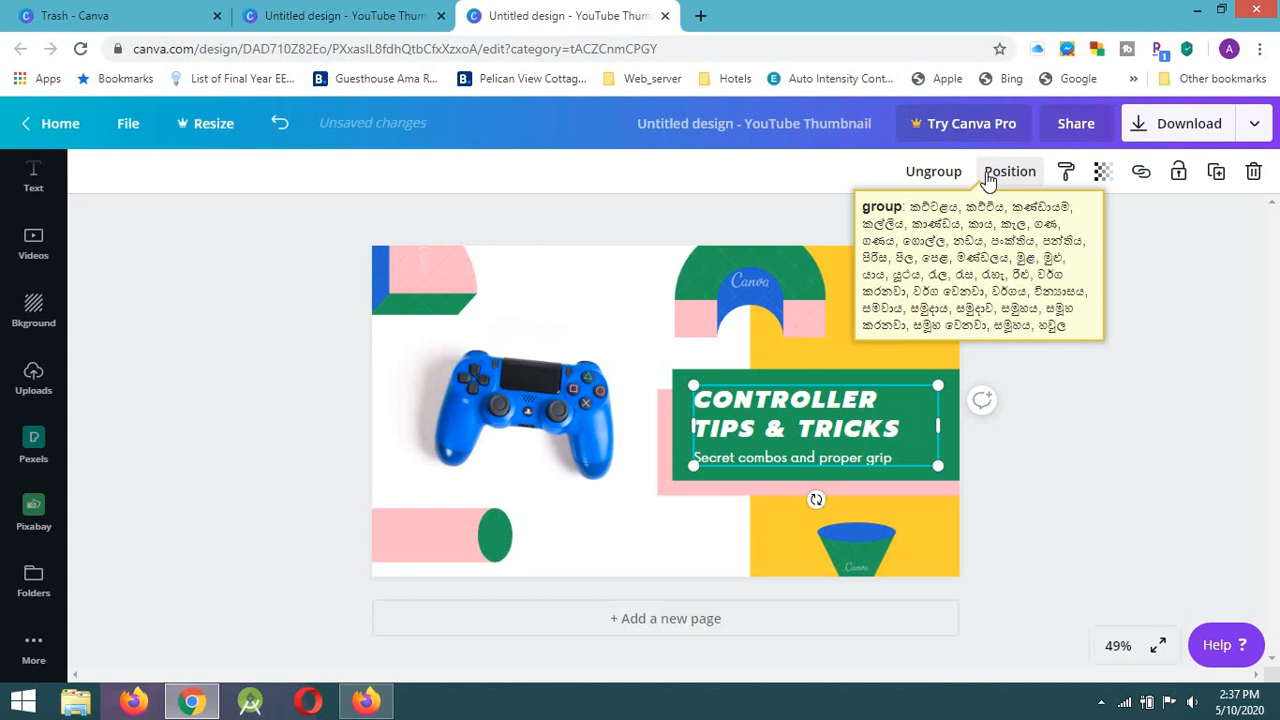 Trash - Canva
Untitled design - YouTube Thum
Untitled design - YouTube Thum
canva.com/design/DAD710Z82Eo/PXxasIL8fdhQtbCfxXzxoA/edit?category=tACZCnmCPGY
A
Apps
Bookmarks
List of Final Year EE...
Guesthouse Ama R...
Pelican View Cottag...
Web_server
Hotels
Auto Intensity Cont...
Apple
Bing
Google
»
Other bookmarks
Home
File
Resize
Unsaved changes
Untitled design - YouTube Thumbnail
Try Canva Pro
Share
Download
Ungroup
Position
group: කට්ටලය, කට්ටිය, කණ්ඩායම,
කල්ලිය, කාණ්ඩය, කාය, කැල, ගණ,
ගණය, ගොල්ල, නඩය, පංක්තිය, පන්තිය,
පිරිස, පිල, පෙළ, මණ්ඩලය, මුළ, මුළු,
යාය, යූථය, රැල, රැස, රැහැ, රිළු, වර්ග
කරනවා, වර්ග වෙනවා, වර්ගය, වින්‍යාසය,
සමවාය, සමුදාය, සමුදාව, සමුහය, සමූහ
කරනවා, සමූහ වෙනවා, සමූහය, හවුල
Text
Videos
Bkground
Uploads
Pexels
Pixabay
Folders
More
Canva
CONTROLLER
TIPS & TRICKS
Secret combos and proper grip
Canva
+ Add a new page
49%
Help ?
2:37 PM
5/10/2020